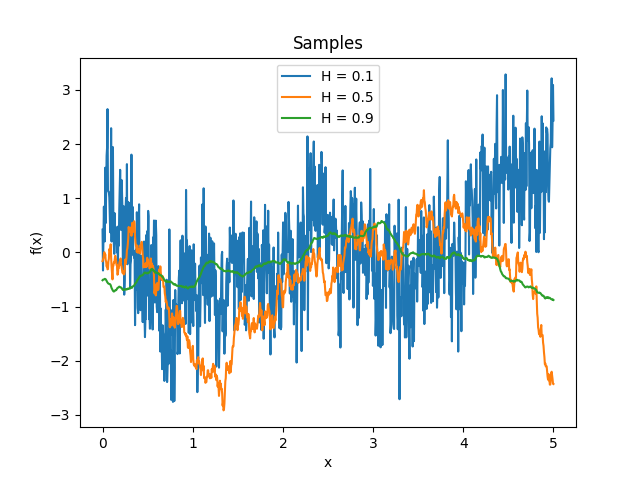 Samples
H = 0.1
H = 0.5
H = 0.9
f(x)
3
2
1
0
−1
−2
−3
0 1 2 3 4 5
x